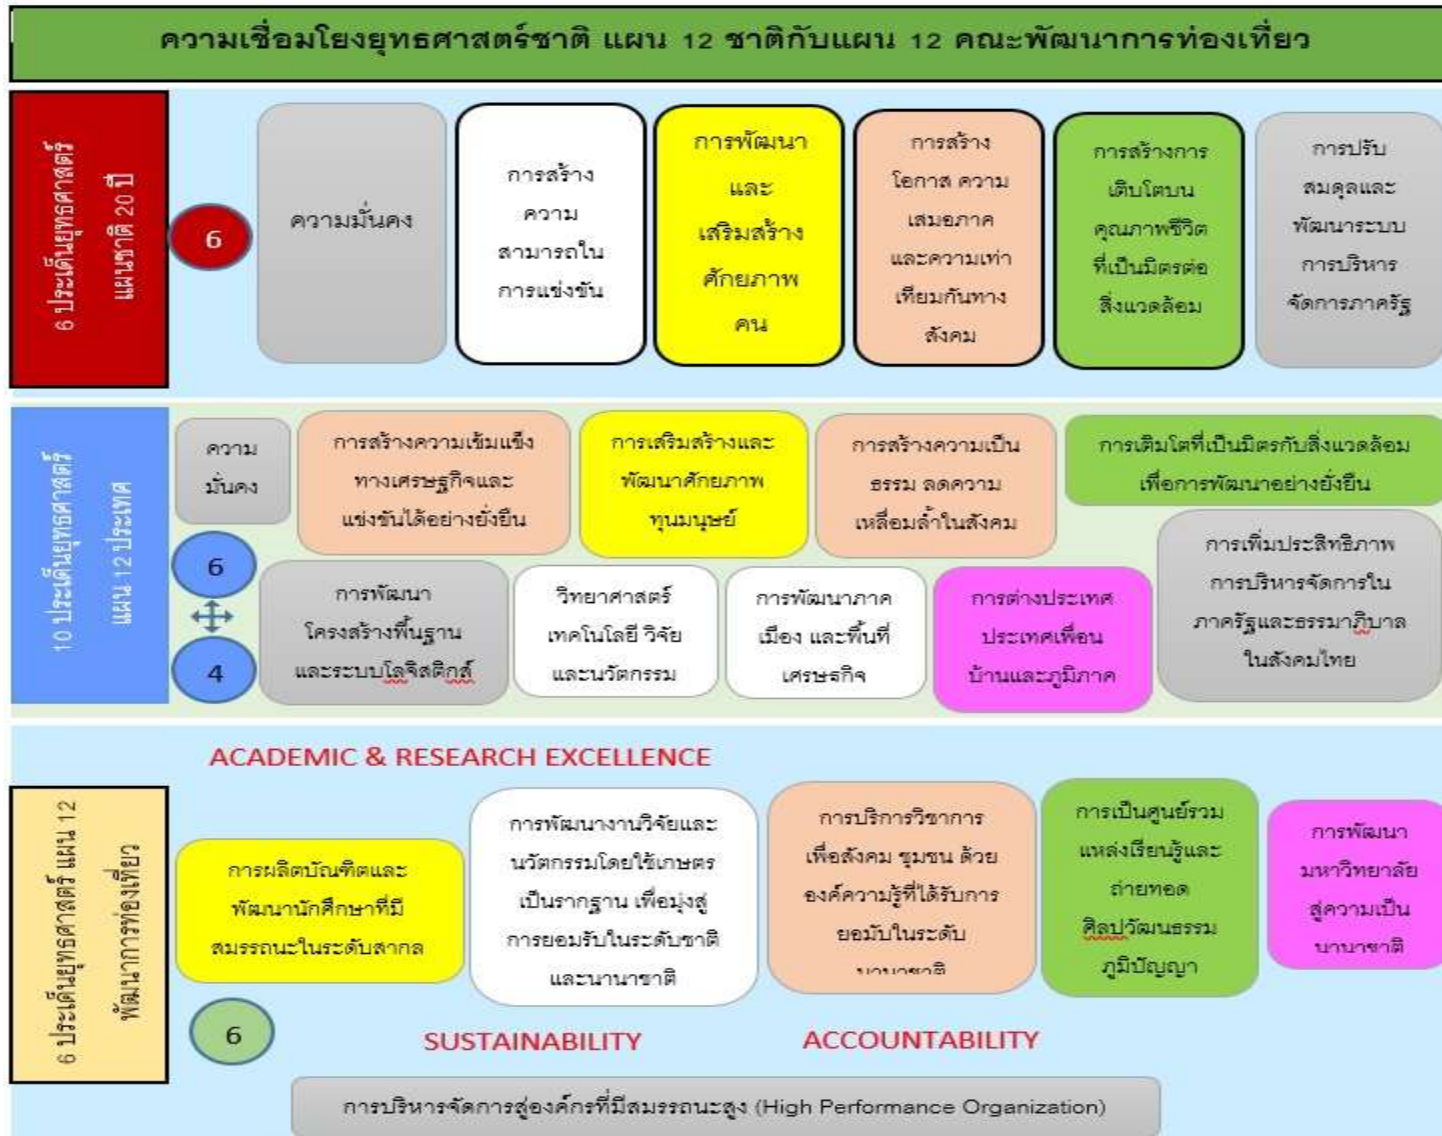 ความเชื่อมโยงยุทธศาสตร์ชาติ แผน 12 ชาติกับแผน 12 คณะพัฒนาการท่องเที่ยว
6 ประเด็นยุทธศาสตร์
แผนชาติ 20 ปี
6
ความมั่นคง
การสร้าง
ความ
สามารถใน
การแข่งขัน
การพัฒนา
และ
เสริมสร้าง
ศักยภาพ
คน
การสร้าง
โอกาส ความ
เสมอภาค
และความเท่า
เทียมกันทาง
สังคม
การสร้างการ
เติบโตบน
คุณภาพชีวิต
ที่เป็นมิตรต่อ
สิ่งแวดล้อม
การปรับ
สมดุลและ
พัฒนาระบบ
การบริหาร
จัดการภาครัฐ
10 ประเด็นยุทธศาสตร์
แผน 12 ประเทศ
ความ
มั่นคง
การสร้างความเข้มแข็ง
ทางเศรษฐกิจและ
แข่งขันได้อย่างยั่งยืน
การเสริมสร้างและ
พัฒนาศักยภาพ
ทุนมนุษย์
การสร้างความเป็น
ธรรม ลดความ
เหลื่อมล้ำในสังคม
การเติมโตที่เป็นมิตรกับสิ่งแวดล้อม
เพื่อการพัฒนาอย่างยั่งยืน
6
4
การพัฒนา
โครงสร้างพื้นฐาน
และระบบโลจิสติกส์
วิทยาศาสตร์
เทคโนโลยี วิจัย
และนวัตกรรม
การพัฒนาภาค
เมือง และพื้นที่
เศรษฐกิจ
การต่างประเทศ
ประเทศเพื่อน
บ้านและภูมิภาค
การเพิ่มประสิทธิภาพ
การบริหารจัดการใน
ภาครัฐและธรรมาภิบาล
ในสังคมไทย
6 ประเด็นยุทธศาสตร์ แผน 12
พัฒนาการท่องเที่ยว
ACADEMIC & RESEARCH EXCELLENCE
การผลิตบัณฑิตและ
พัฒนานักศึกษาที่มี
สมรรถนะในระดับสากล
การพัฒนางานวิจัยและ
นวัตกรรมโดยใช้เกษตร
เป็นรากฐาน เพื่อมุ่งสู่
การยอมรับในระดับชาติ
และนานาชาติ
การบริการวิชาการ
เพื่อสังคม ชุมชน ด้วย
องค์ความรู้ที่ได้รับการ
ยอมับในระดับ
นานาชาติ
การเป็นศูนย์รวม
แหล่งเรียนรู้และ
ถ่ายทอด
ศิลปวัฒนธรรม
ภูมิปัญญา
การพัฒนา
มหาวิทยาลัย
สู่ความเป็น
นานาชาติ
6
SUSTAINABILITY
ACCOUNTABILITY
การบริหารจัดการสู่องค์กรที่มีสมรรถนะสูง (High Performance Organization)